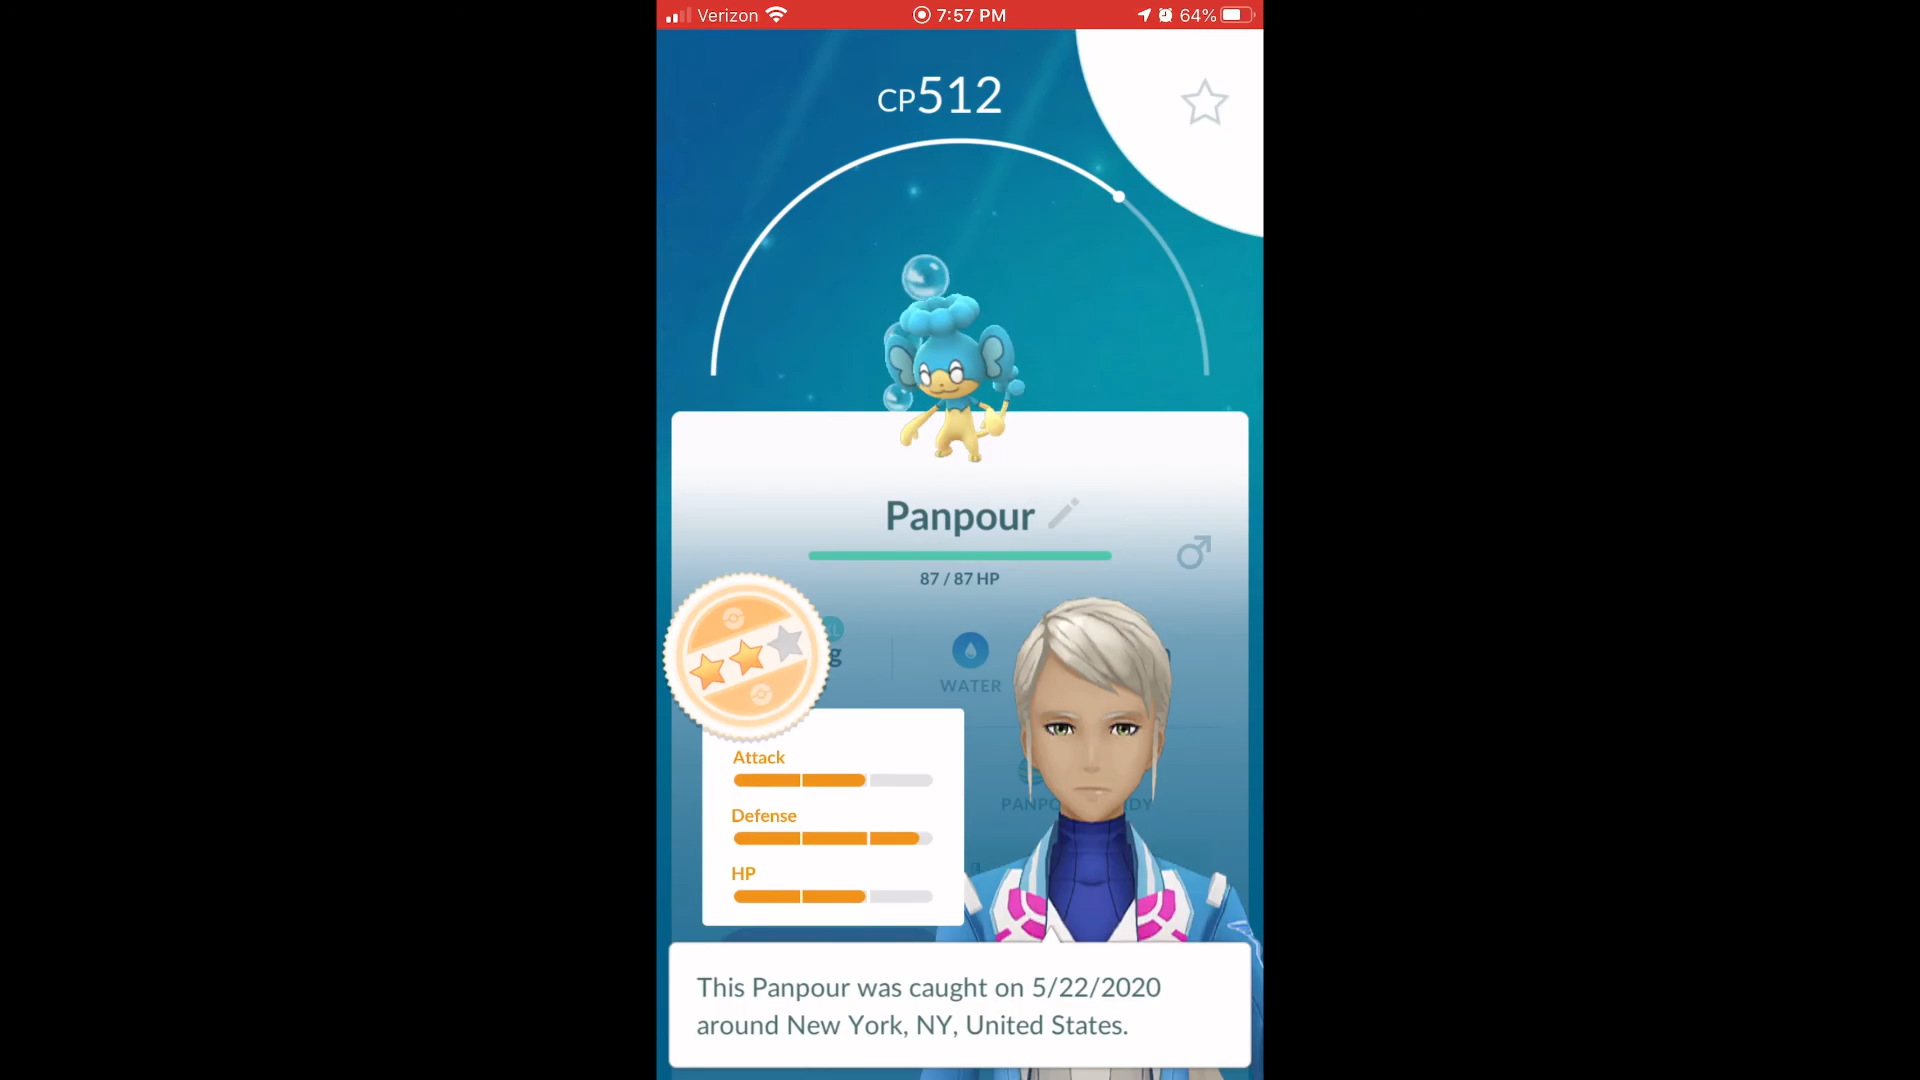 Verizon 7:57 PM 64%
CP512
Panpour
87 / 87 HP
XL
g
WATER
Attack
Defense
HP
This Panpour was caught on 5/22/2020
around New York, NY, United States.